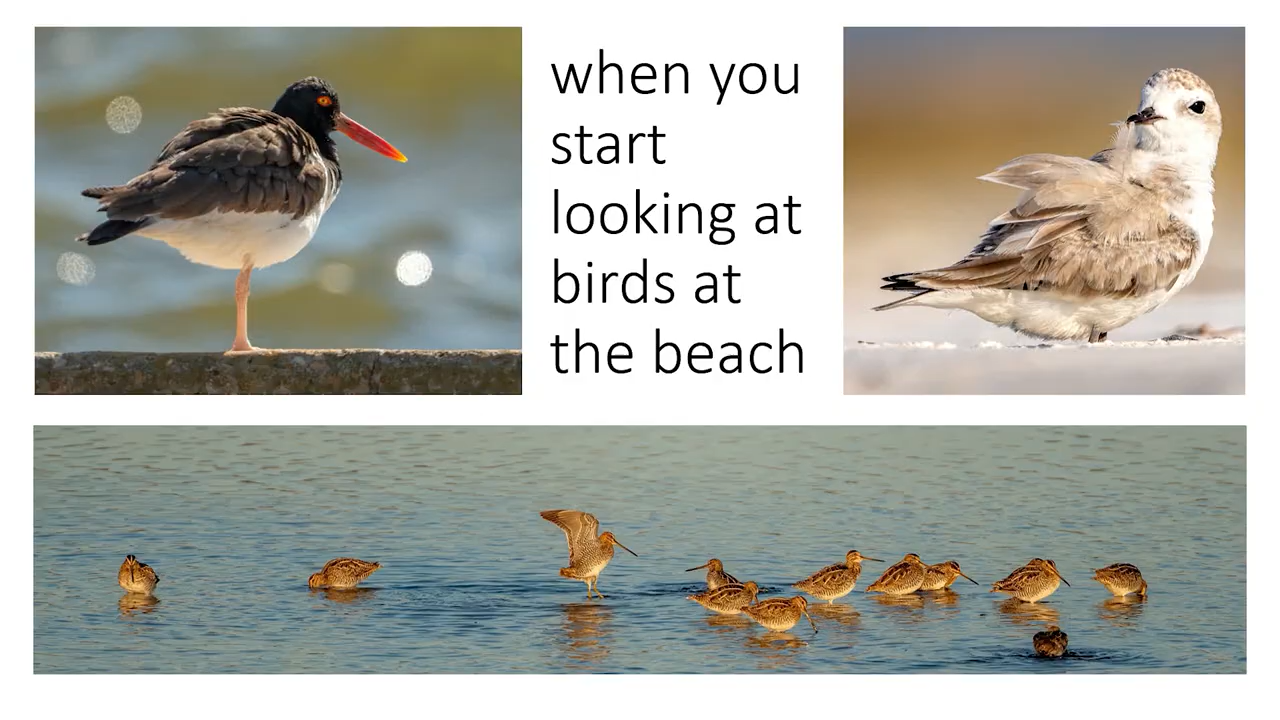 when you
start
looking at
birds at
the beach